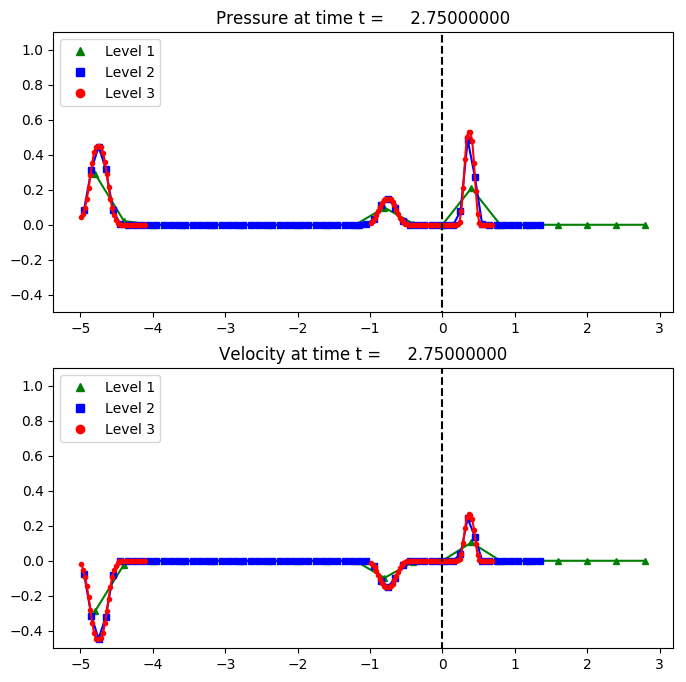 Pressure at time t = 2.75000000
1.0
0.8
0.6
0.4
0.2
0.0
−0.2
−0.4
Level 1
Level 2
Level 3
−5 −4 −3 −2 −1 0 1 2 3
Velocity at time t = 2.75000000
1.0
0.8
0.6
0.4
0.2
0.0
−0.2
−0.4
Level 1
Level 2
Level 3
−5 −4 −3 −2 −1 0 1 2 3